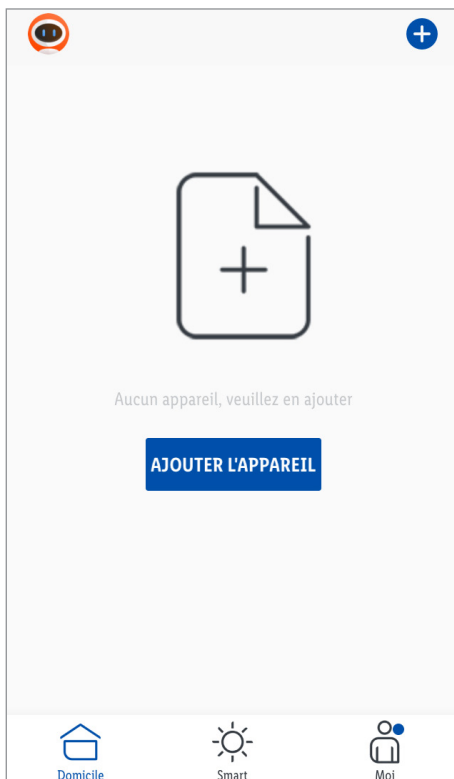 Aucun appareil, veuillez en ajouter
AJOUTER L'APPAREIL
Domicile
Smart
Moi